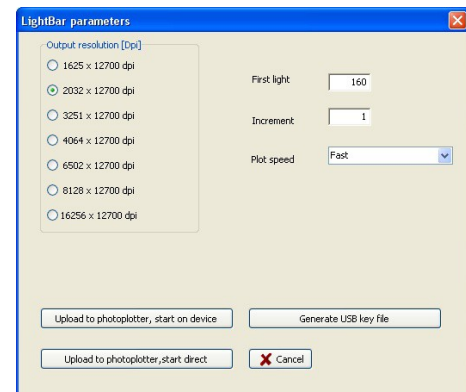 LightBar parameters
Output resolution [Dpi]
1625 x 12700 dpi
2032 x 12700 dpi
3251 x 12700 dpi
4064 x 12700 dpi
6502 x 12700 dpi
8128 x 12700 dpi
16256 x 12700 dpi
First light 160
Increment 1
Plot speed Fast
Upload to photoplotter, start on device
Generate USB key file
Upload to photoplotter,start direct
Cancel